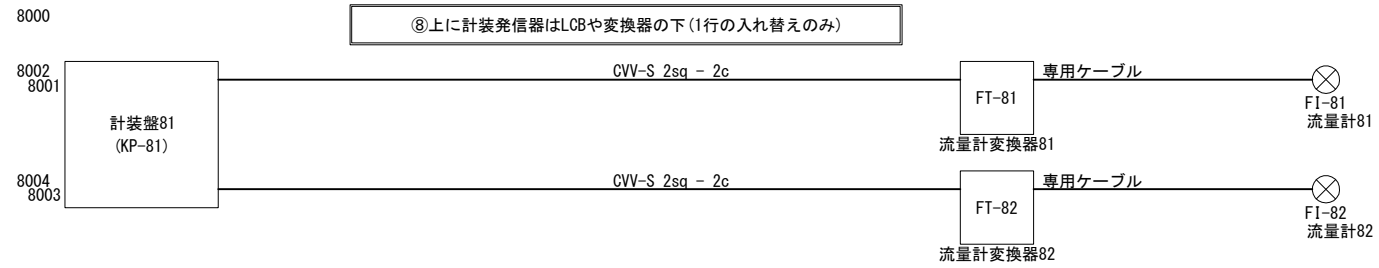 8000
⑧上に計装発信器はLCBや変換器の下(1行の入れ替えのみ)
8002
8001
計装盤81
(KP-81)
CVV-S 2sq - 2c
FT-81
流量計変換器81
専用ケーブル
FI-81
流量計81
8004
8003
CVV-S 2sq - 2c
FT-82
流量計変換器82
専用ケーブル
FI-82
流量計82